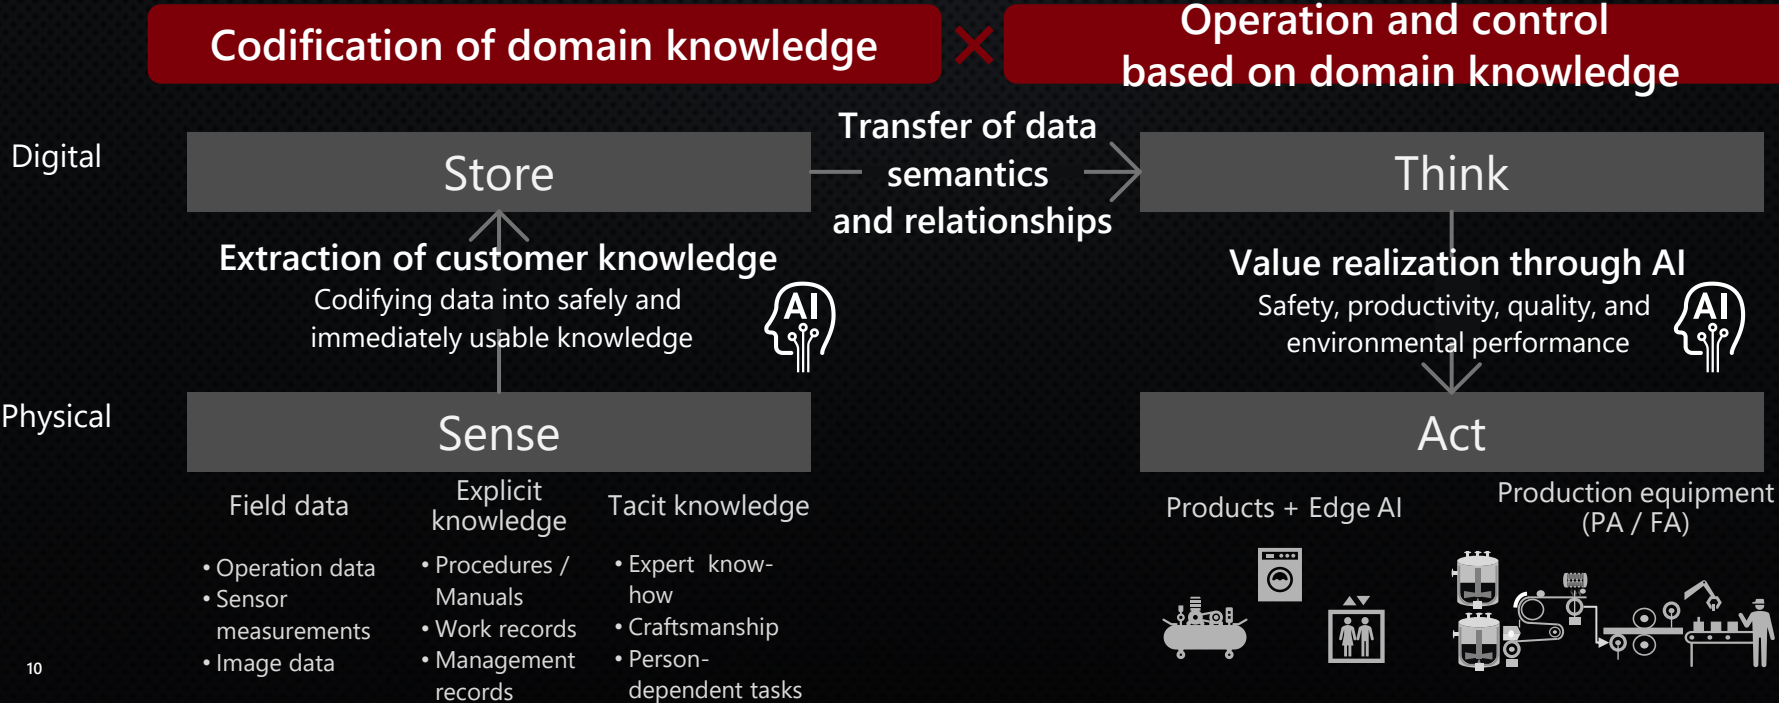 Codification of domain knowledge
Operation and control
based on domain knowledge
Digital
Store
Transfer of data
semantics
and relationships
Think
Extraction of customer knowledge
Codifying data into safely and
immediately usable knowledge
AI
Value realization through AI
Safety, productivity, quality, and
environmental performance
AI
Physical
Sense
Act
Field data
• Operation data
• Sensor
measurements
• Image data
Explicit
knowledge
• Procedures /
Manuals
• Work records
• Management
records
Tacit knowledge
• Expert know-
how
• Craftsmanship
• Person-
dependent tasks
Products + Edge AI
Production equipment
(PA / FA)
10